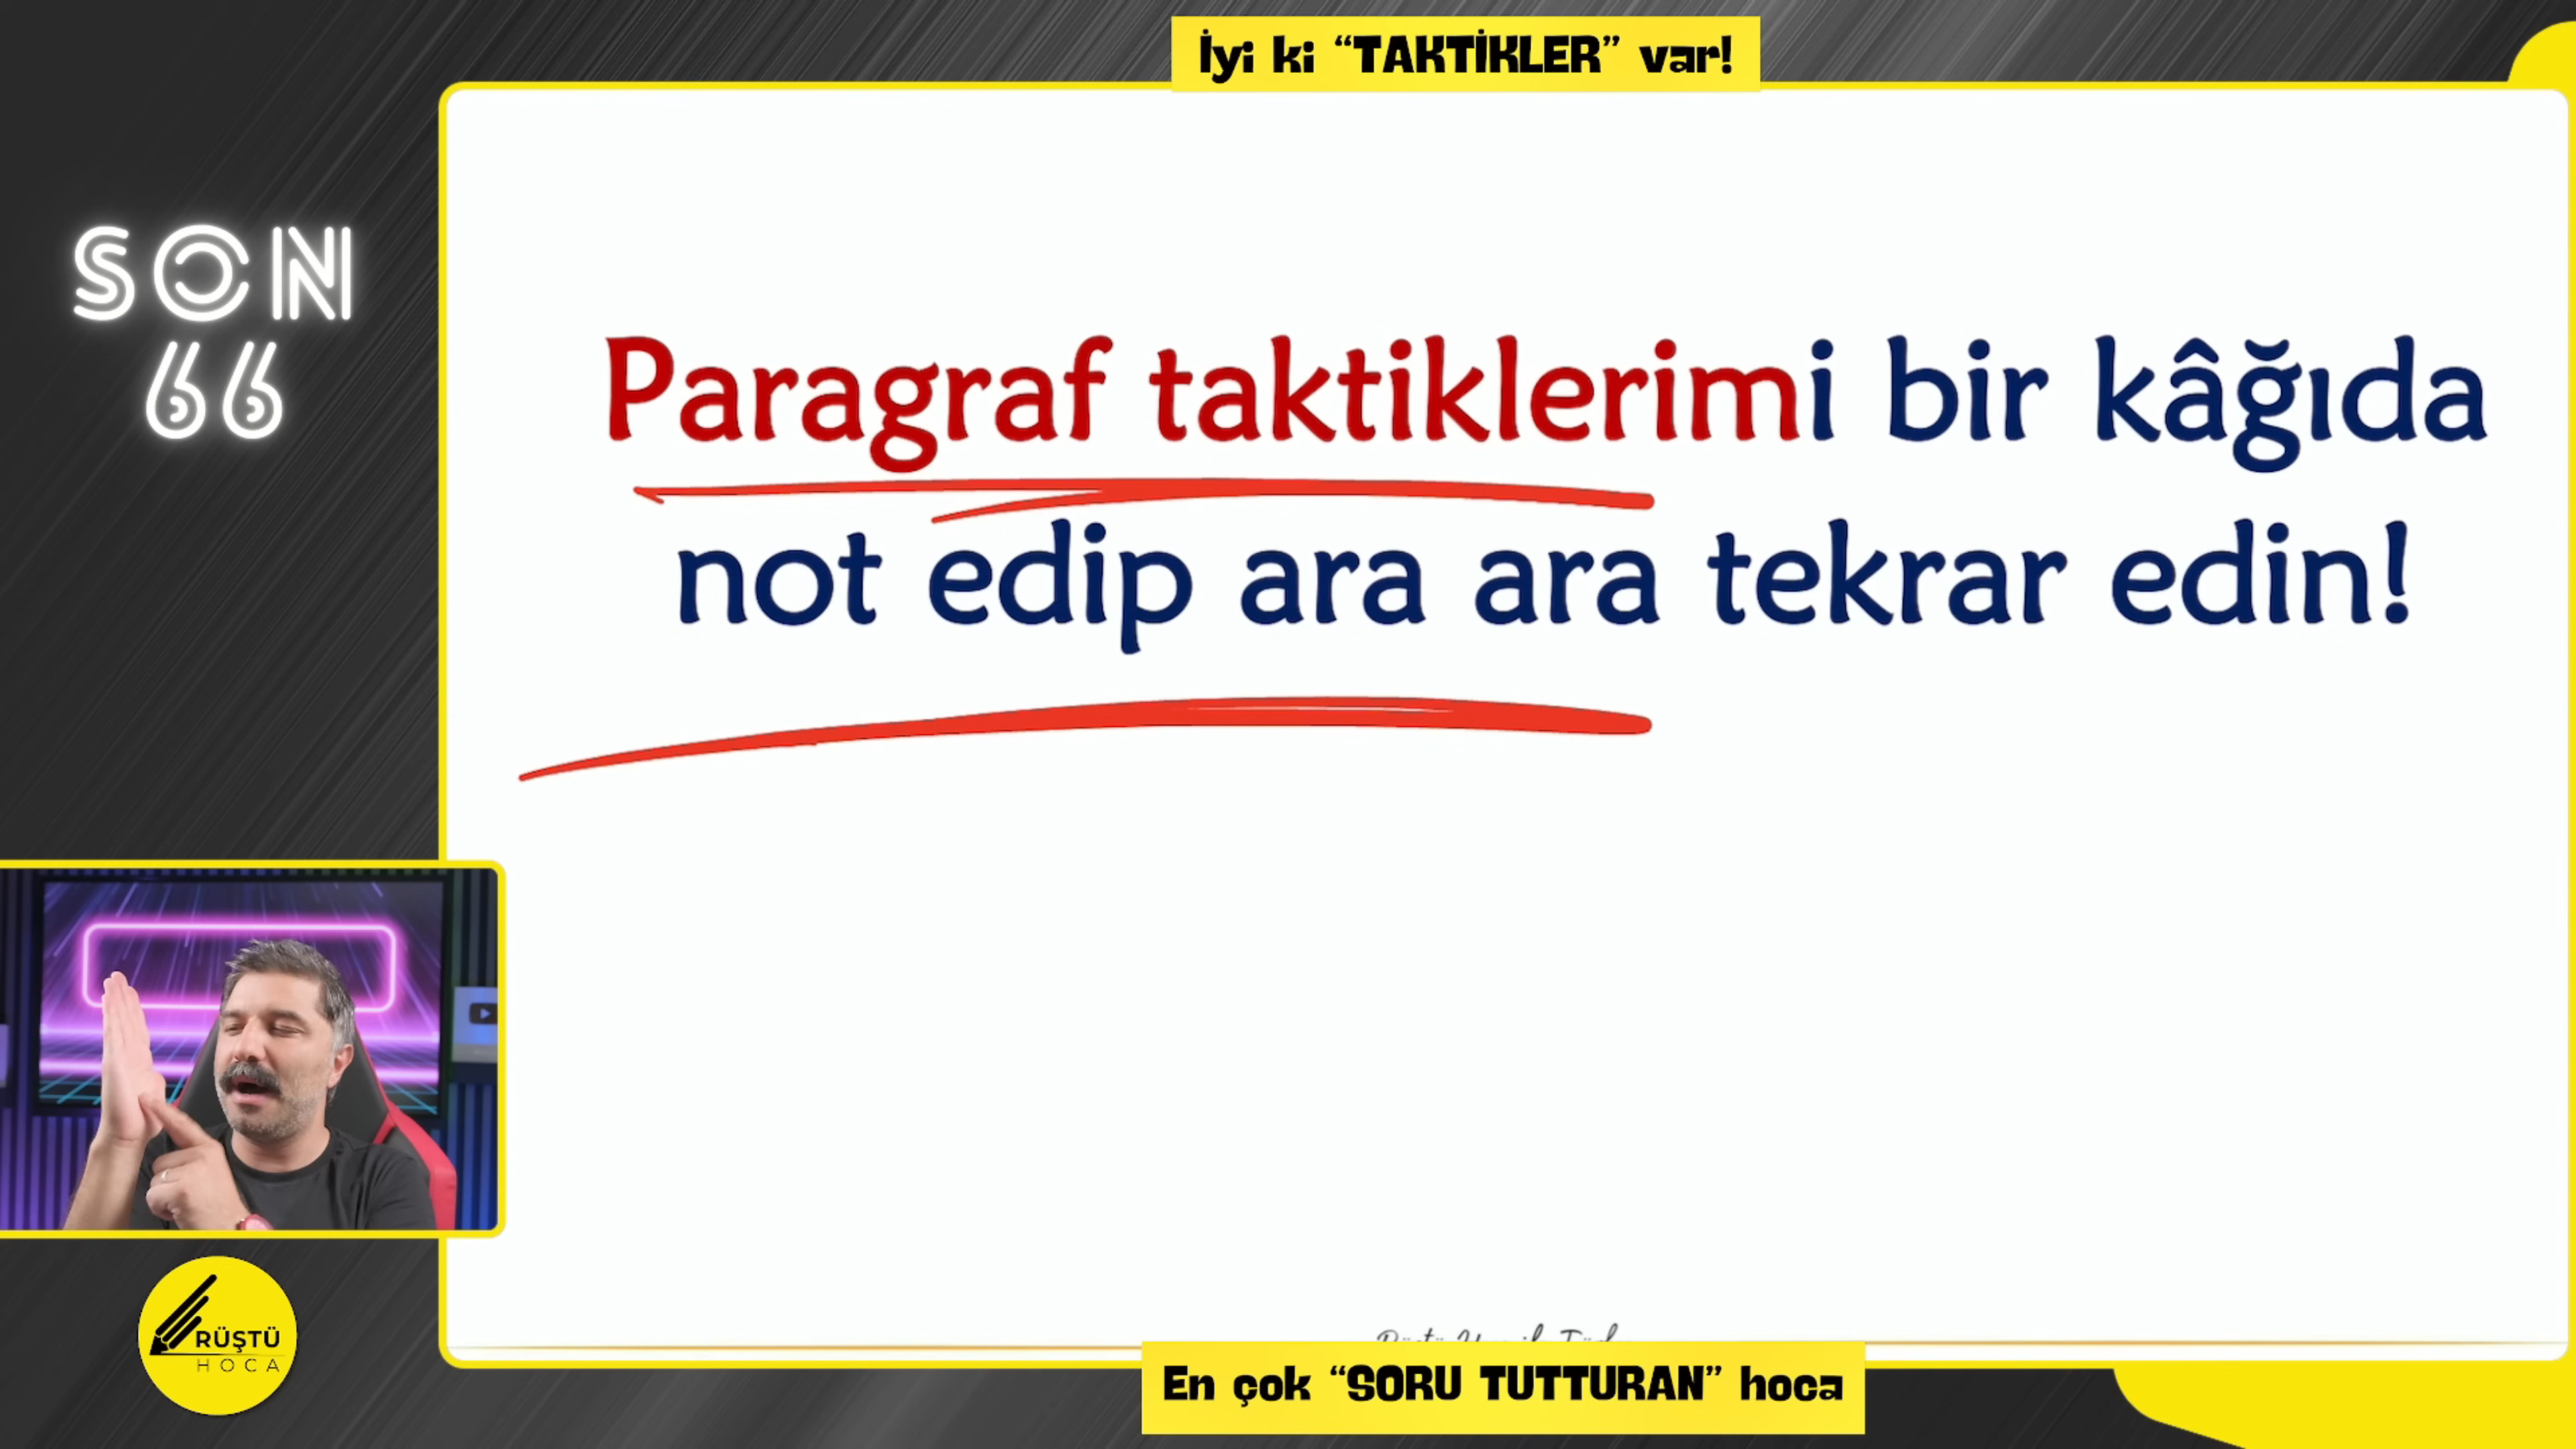 İyi ki “TAKTİKLER” var!
SON
66
Paragraf taktiklerimi bir kâğıda
not edip ara ara tekrar edin!
RÜŞTÜ
HOCA
En çok “SORU TUTTURAN” hoca